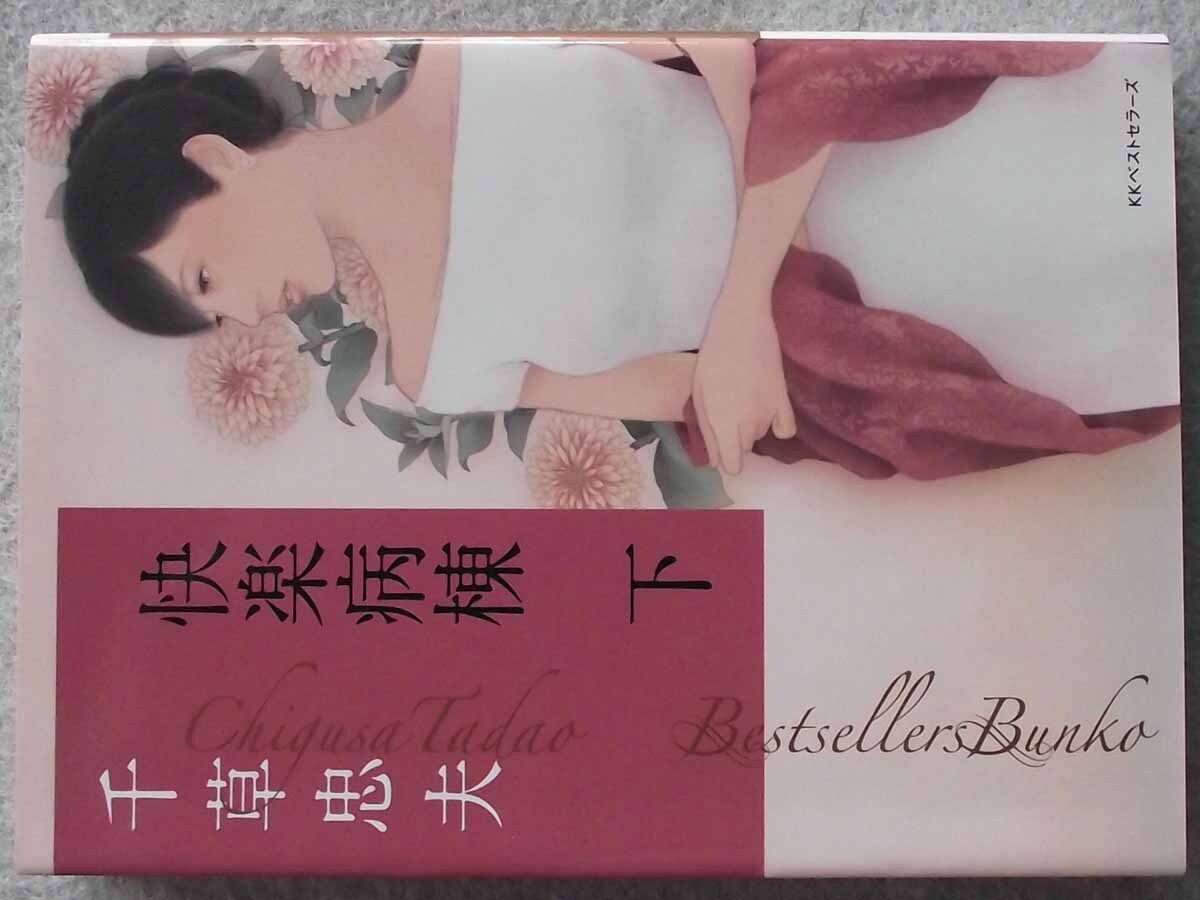 快楽病棟 下
千草忠夫
Chigusa Tadao
Bestsellers Bunko
KKベストセラーズ